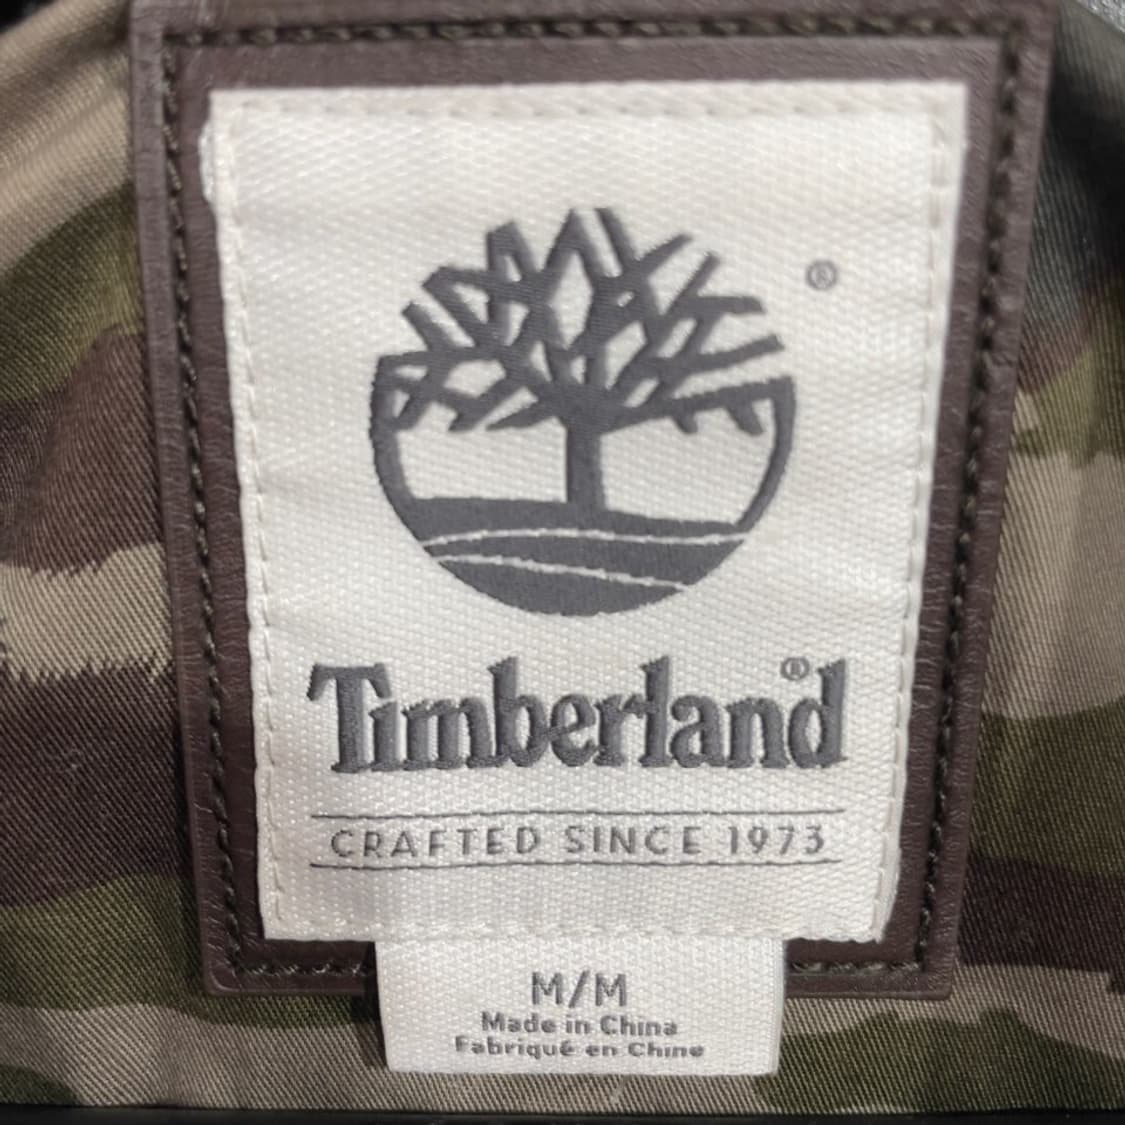 ®
Timberland®
CRAFTED SINCE 1973
M/M
Made in China
Fabriqué en Chine